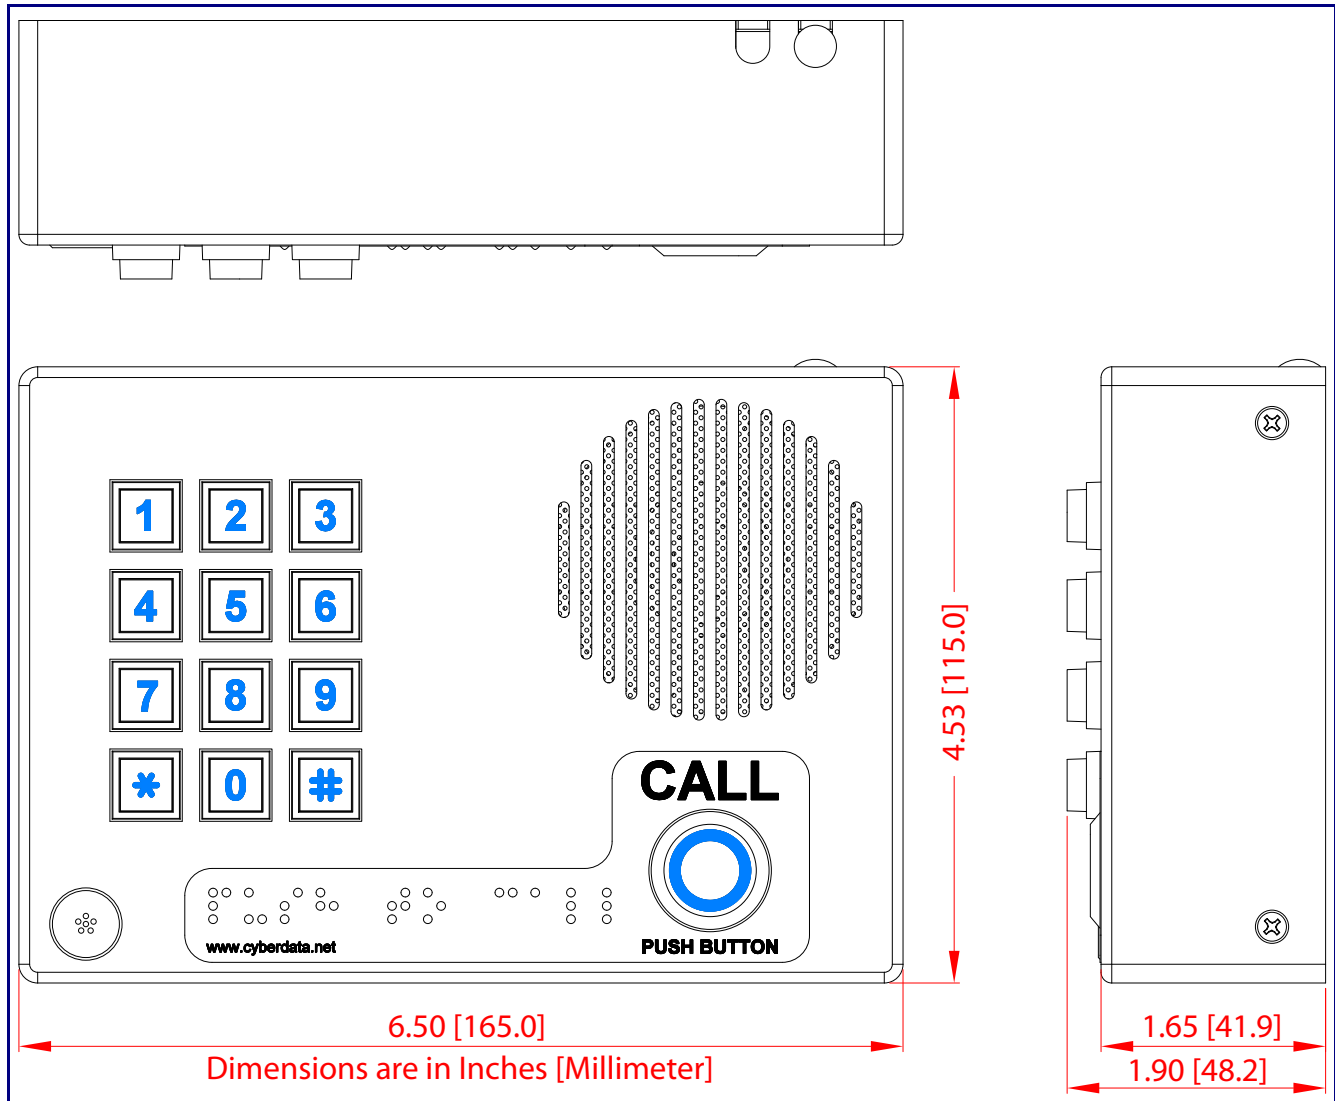 1 2 3
4 5 6
7 8 9
* 0 #
CALL
www.cyberdata.net
PUSH BUTTON
4.53 [115.0]
6.50 [165.0]
Dimensions are in Inches [Millimeter]
1.65 [41.9]
1.90 [48.2]